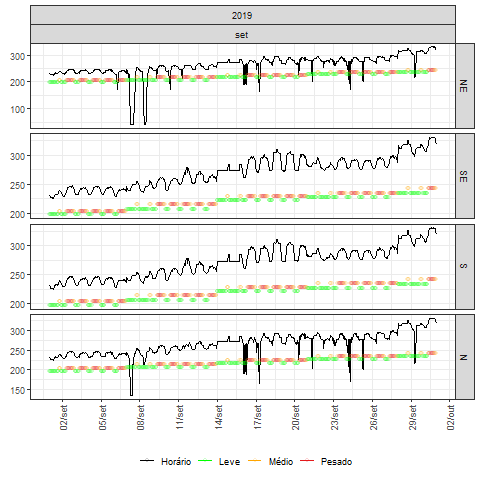 2019
set
300
200
100
NE
300
250
200
SE
300
250
200
S
300
250
200
150
N
02/set
05/set
08/set
11/set
14/set
17/set
20/set
23/set
26/set
29/set
02/out
Horário Leve Médio Pesado